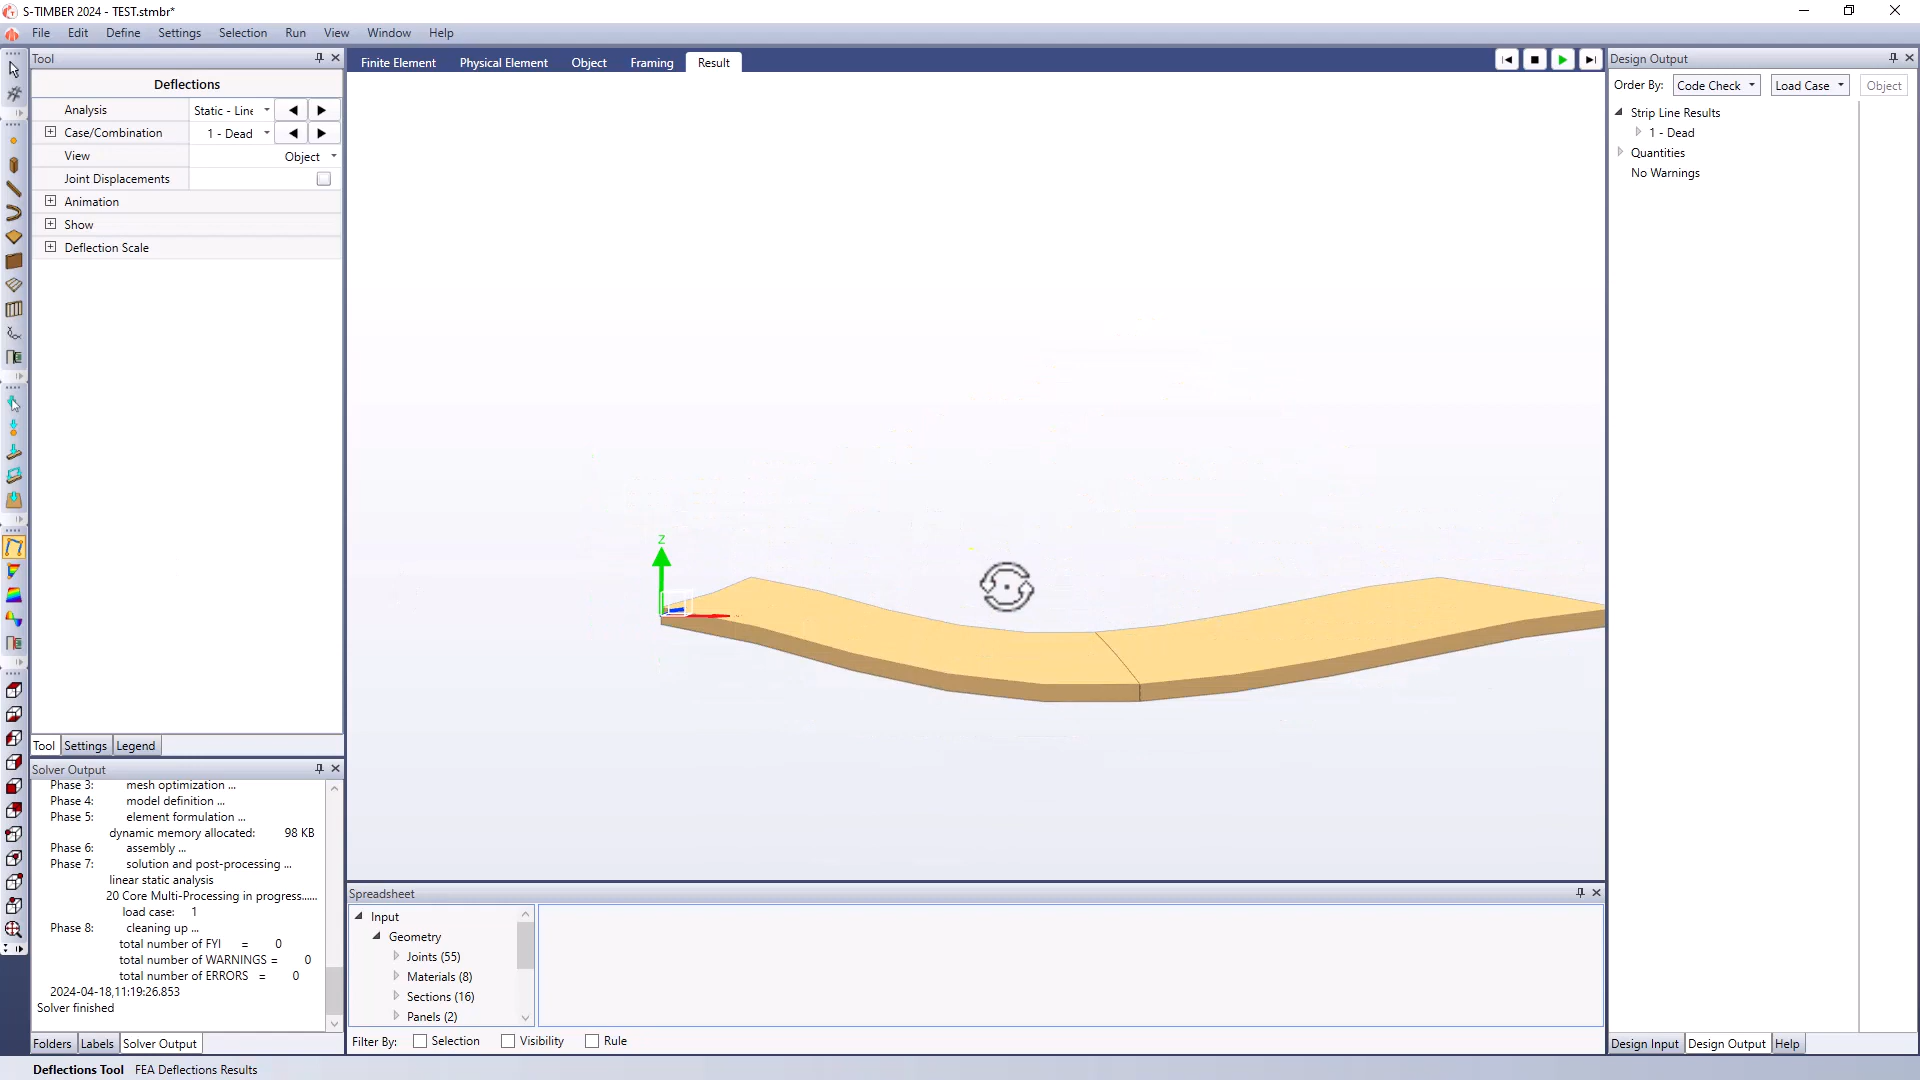 S-TIMBER 2024 - TEST.stmbr*
File Edit Define Settings Selection Run View Window Help
Tool
Deflections
Analysis Static - Line
Case/Combination 1 - Dead
View Object
Joint Displacements
Animation
Show
Deflection Scale
Tool Settings Legend
Solver Output
Phase 3: mesh optimization ...
Phase 4: model definition ...
Phase 5: element formulation ...
dynamic memory allocated: 98 KB
Phase 6: assembly ...
Phase 7: solution and post-processing ...
linear static analysis
20 Core Multi-Processing in progress......
load case: 1
Phase 8: cleaning up ...
total number of FYI = 0
total number of WARNINGS = 0
total number of ERRORS = 0
2024-04-18,11:19:26.853
Solver finished
Folders Labels Solver Output
Finite Element Physical Element Object Framing Result
Z
Spreadsheet
Input
Geometry
Joints (55)
Materials (8)
Sections (16)
Panels (2)
Filter By: Selection Visibility Rule
Design Output
Order By: Code Check Load Case Object
Strip Line Results
1 - Dead
Quantities
No Warnings
Design Input Design Output Help
Deflections Tool FEA Deflections Results